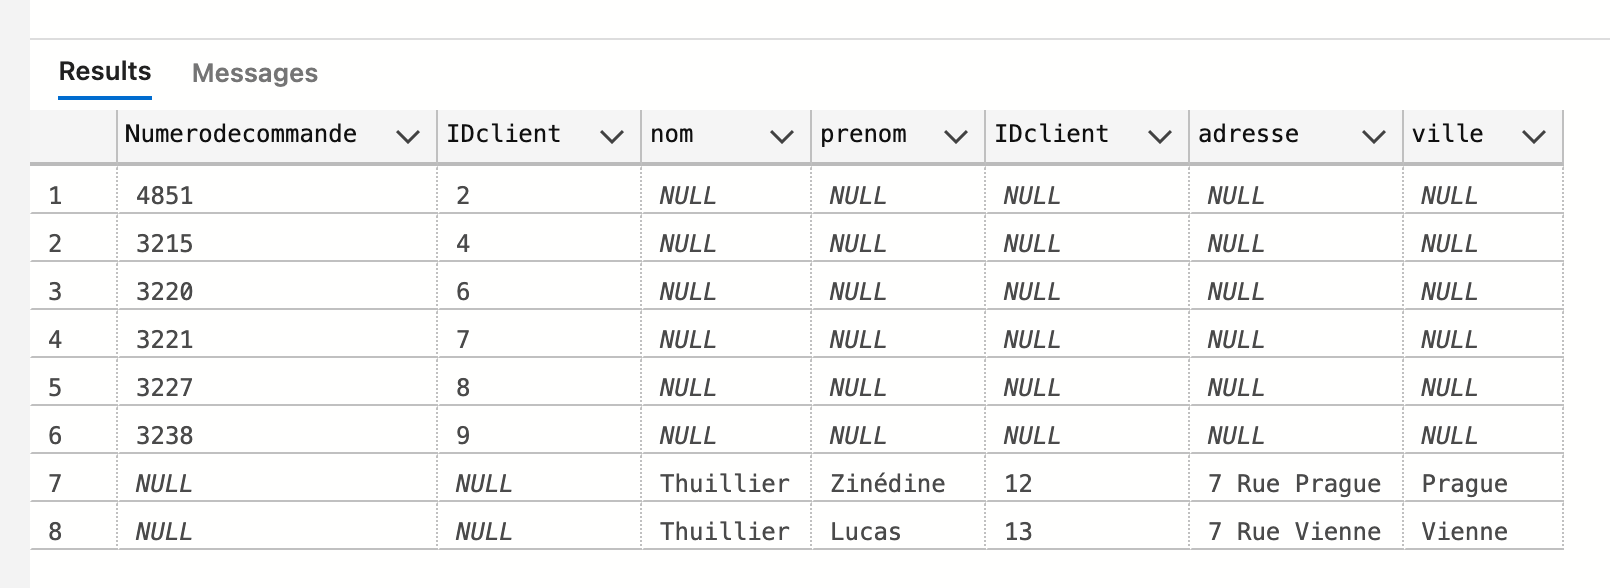 Results Messages
Numerodecommande IDclient nom prenom IDclient adresse ville
1 4851 2 NULL NULL NULL NULL NULL
2 3215 4 NULL NULL NULL NULL NULL
3 3220 6 NULL NULL NULL NULL NULL
4 3221 7 NULL NULL NULL NULL NULL
5 3227 8 NULL NULL NULL NULL NULL
6 3238 9 NULL NULL NULL NULL NULL
7 NULL NULL Thuillier Zinédine 12 7 Rue Prague Prague
8 NULL NULL Thuillier Lucas 13 7 Rue Vienne Vienne